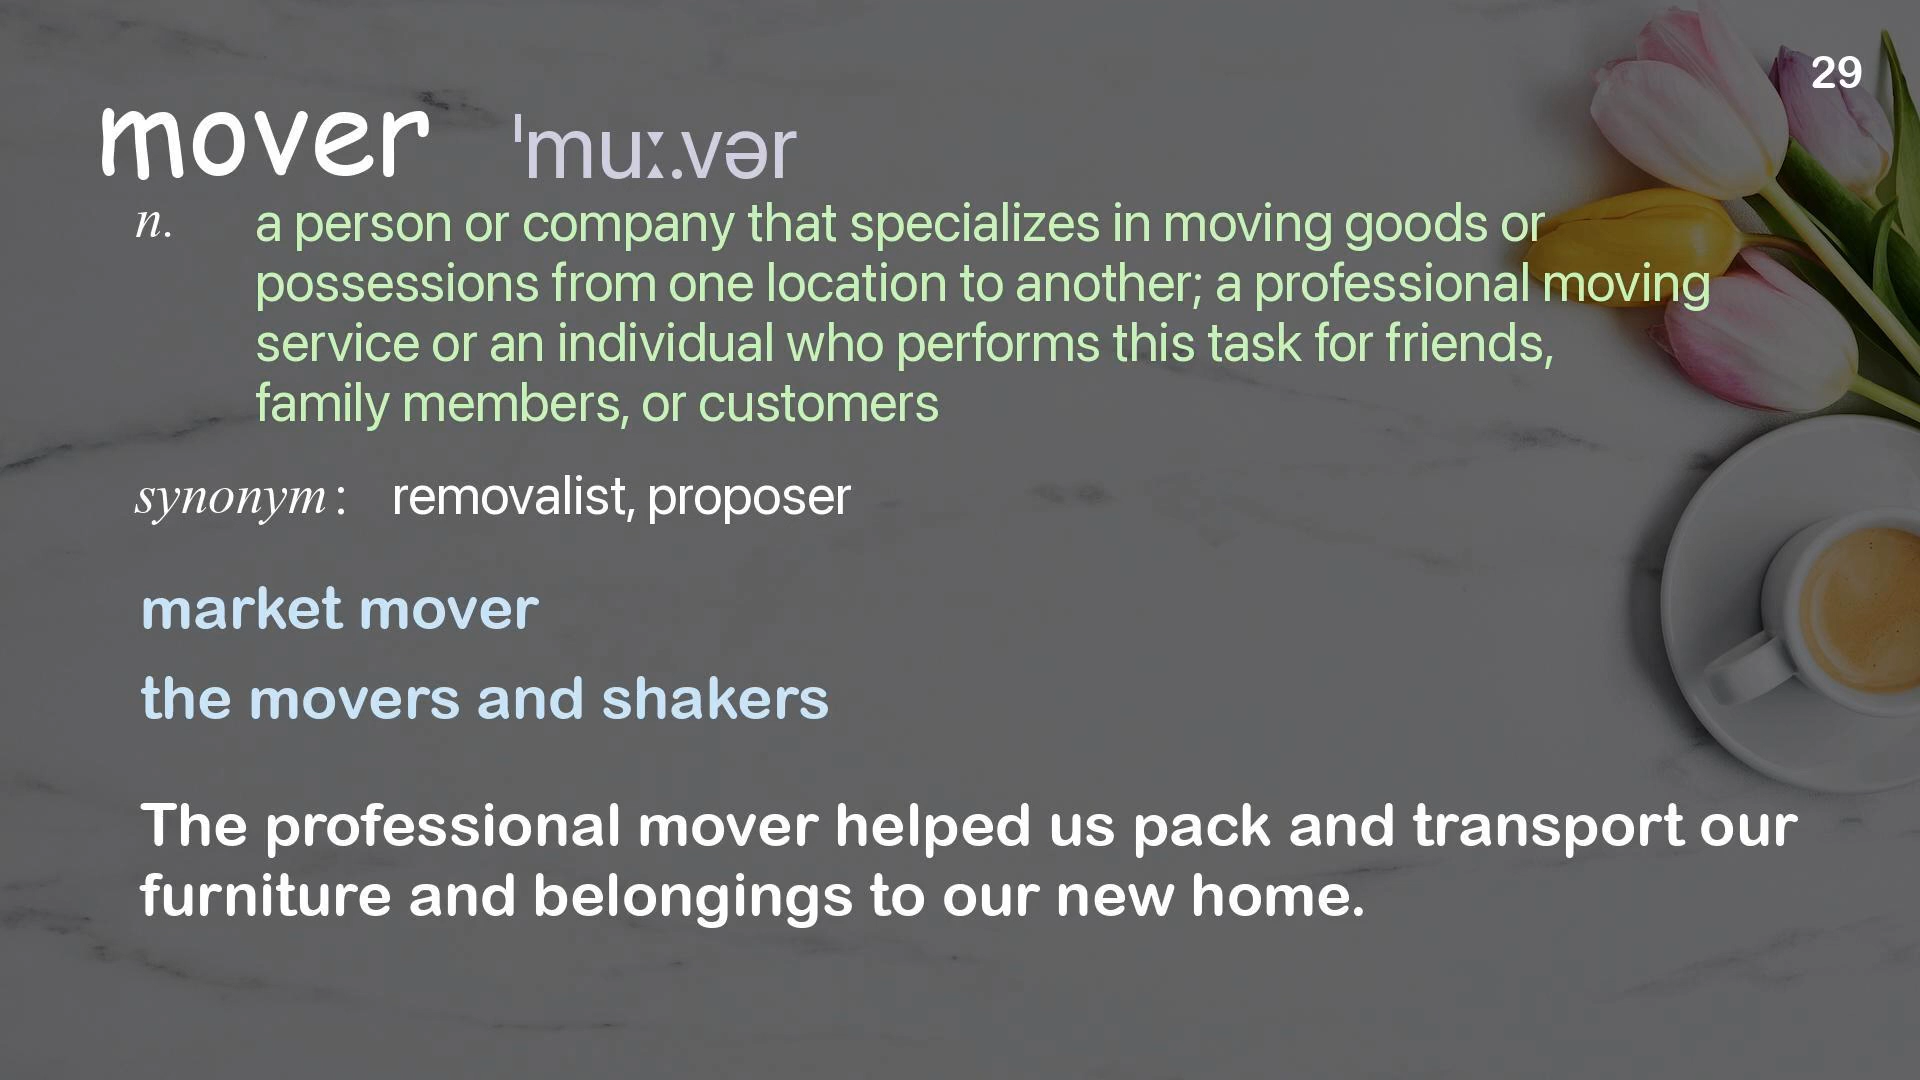 29
mover ˈmuː.vər
n. a person or company that specializes in moving goods or
possessions from one location to another; a professional moving
service or an individual who performs this task for friends,
family members, or customers
synonym: removalist, proposer
market mover
the movers and shakers
The professional mover helped us pack and transport our
furniture and belongings to our new home.